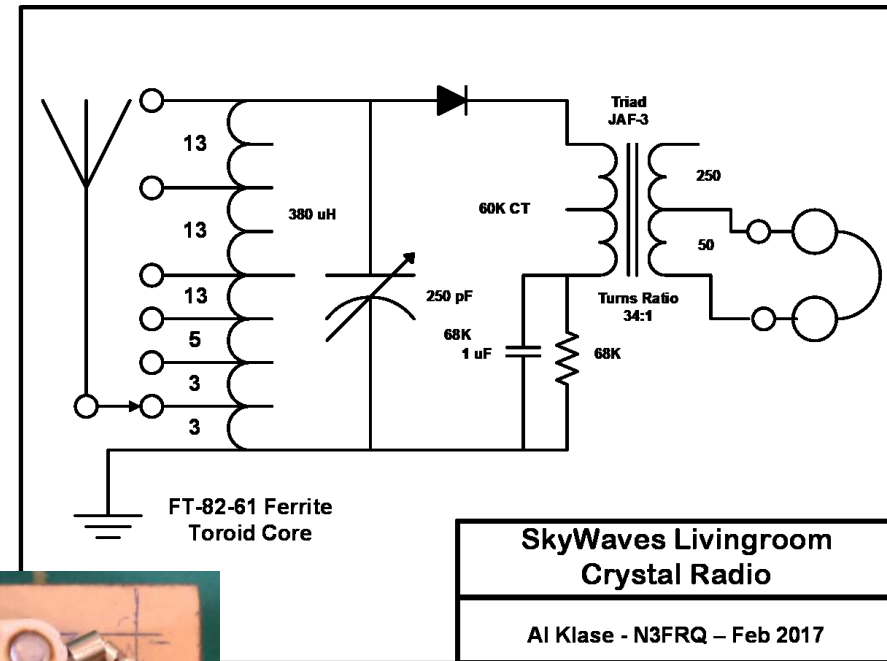 Triad
JAF-3
13
250
380 uH
60K CT
13
50
13
250 pF
Turns Ratio
34:1
5
68K
1 uF
68K
3
3
FT-82-61 Ferrite
Toroid Core
SkyWaves Livingroom
Crystal Radio
Al Klase - N3FRQ – Feb 2017